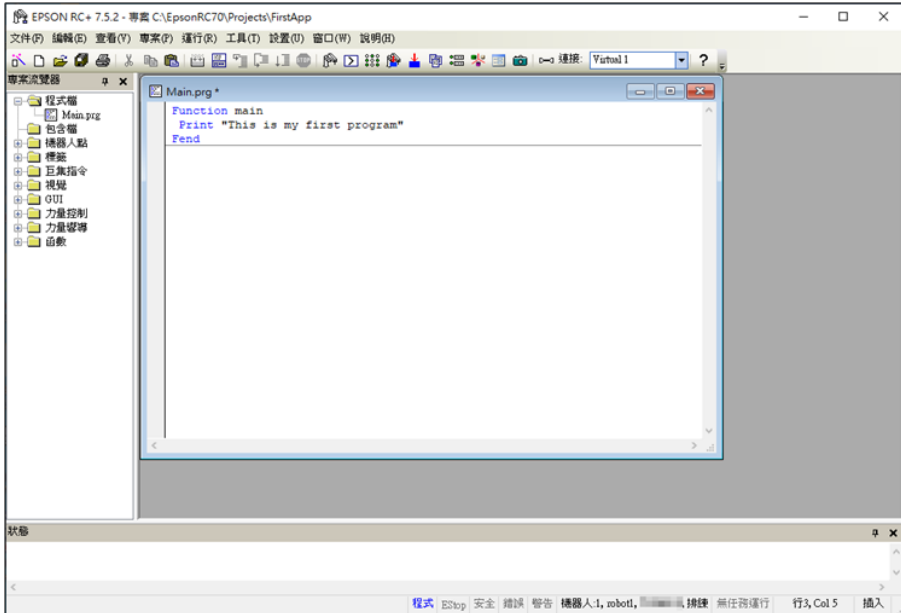 EPSON RC+ 7.5.2 - 專案 C:\EpsonRC70\Projects\FirstApp
文件(F) 編輯(E) 查看(V) 專案(P) 運行(R) 工具(T) 設置(U) 窗口(W) 說明(H)
連接: Virtual 1
專案流覽器
程式檔
Main.prg
包含檔
機器人點
標籤
巨集指令
視覺
GUI
力量控制
力量嚮導
函數
Main.prg *
Function main
Print "This is my first program"
Fend
狀態
程式 EStop 安全 錯誤 警告 機器人:1, robot1, 排練 無任務運行 行3, Col 5 插入